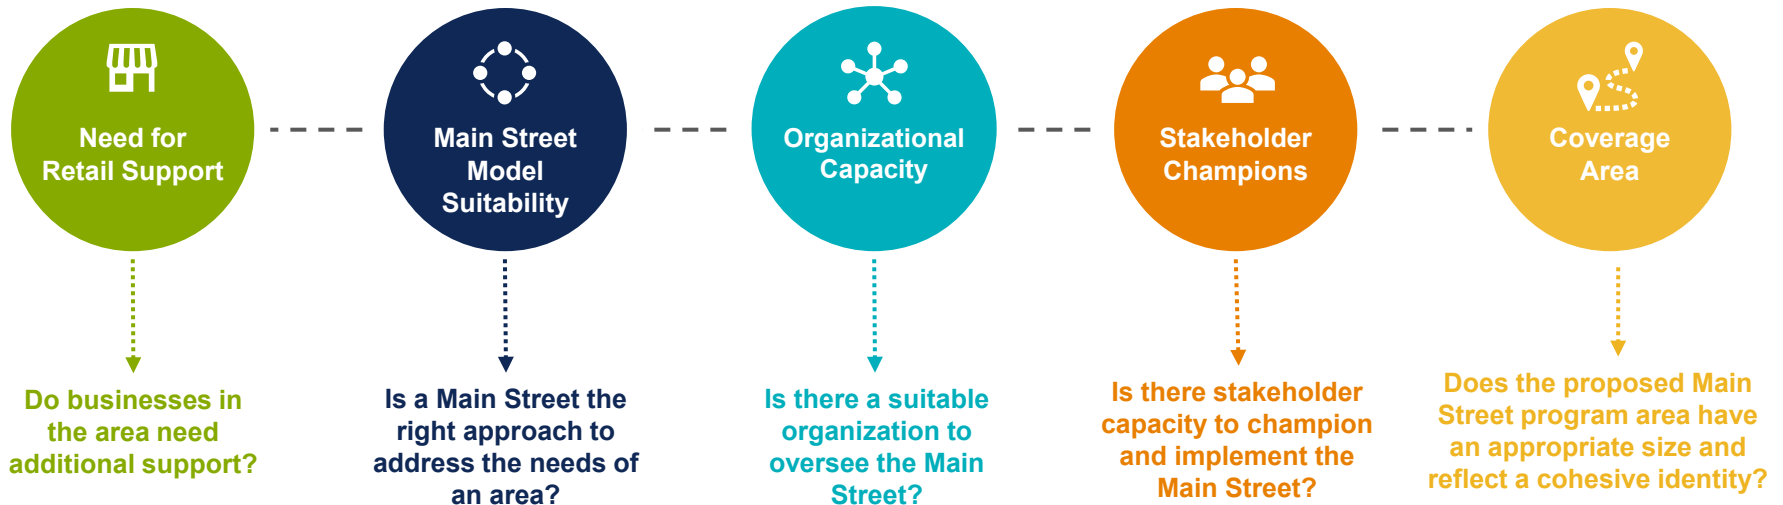 Need for
Retail Support
Main Street
Model
Suitability
Organizational
Capacity
Stakeholder
Champions
Coverage
Area
Do businesses in
the area need
additional support?
Is a Main Street the
right approach to
address the needs of
an area?
Is there a suitable
organization to
oversee the Main
Street?
Is there stakeholder
capacity to champion
and implement the
Main Street?
Does the proposed Main
Street program area have
an appropriate size and
reflect a cohesive identity?